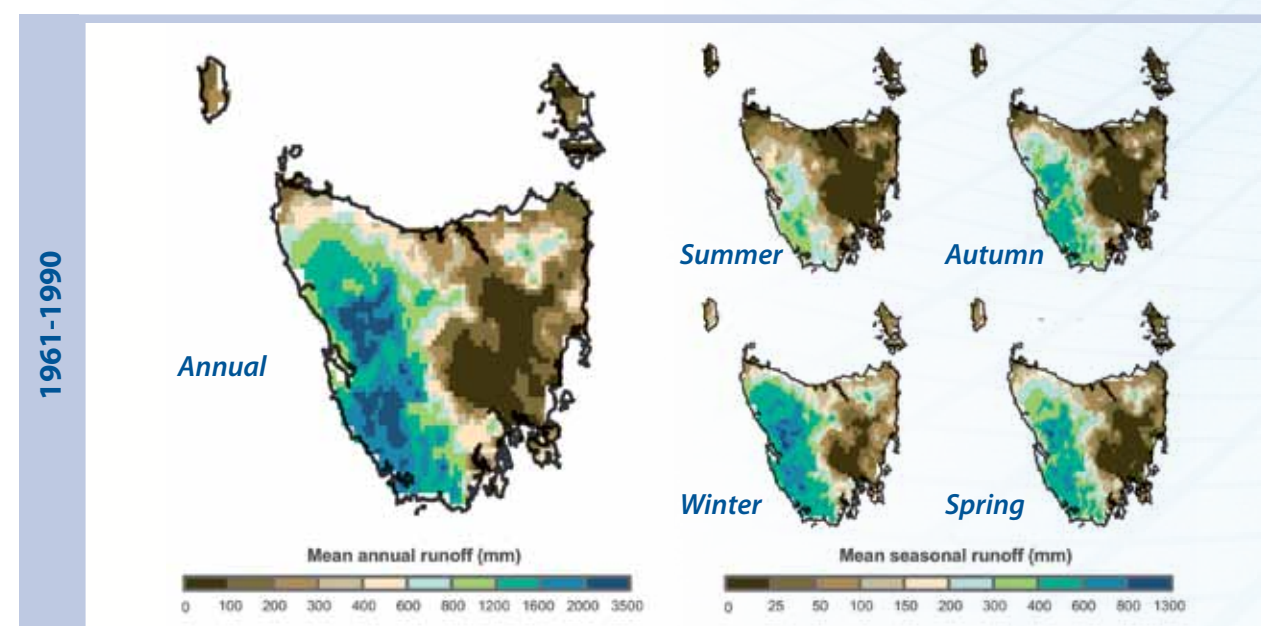 1961-1990
Annual
Summer
Autumn
Winter
Spring
Mean annual runoff (mm)
0 100 200 300 400 600 800 1200 1600 2000 3500
Mean seasonal runoff (mm)
0 25 50 100 150 200 300 400 600 800 1300